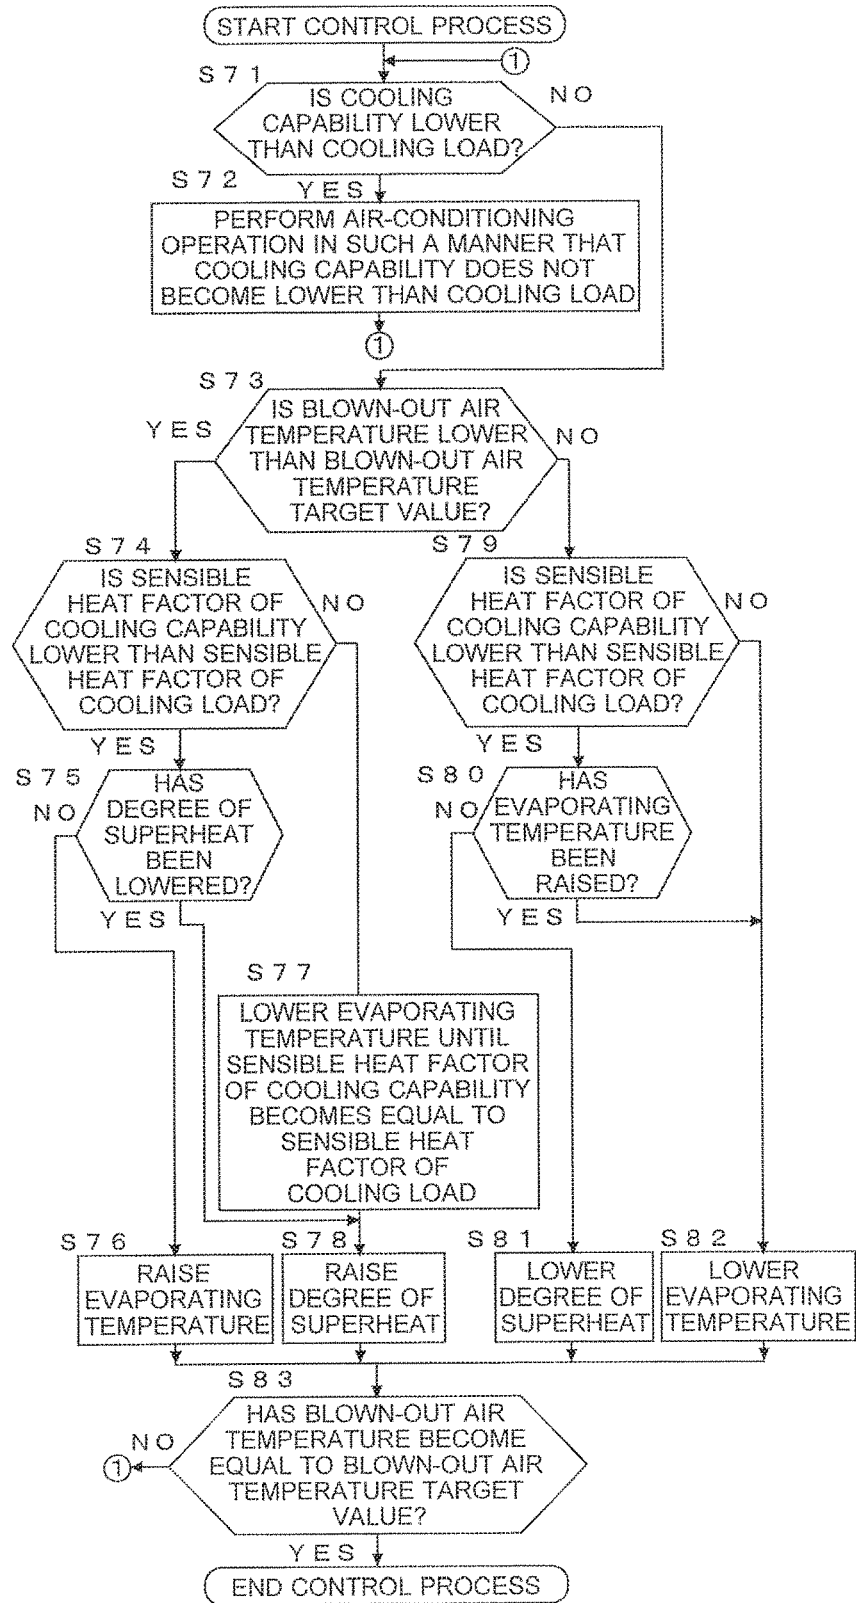 START CONTROL PROCESS
①
S71
IS COOLING
CAPABILITY LOWER
THAN COOLING LOAD?
NO
YES
S72
PERFORM AIR-CONDITIONING
OPERATION IN SUCH A MANNER THAT
COOLING CAPABILITY DOES NOT
BECOME LOWER THAN COOLING LOAD
①
S73
IS BLOWN-OUT AIR
TEMPERATURE LOWER
THAN BLOWN-OUT AIR
TEMPERATURE
TARGET VALUE?
YES
NO
S74
IS SENSIBLE
HEAT FACTOR OF
COOLING CAPABILITY
LOWER THAN SENSIBLE
HEAT FACTOR OF
COOLING LOAD?
NO
YES
S79
IS SENSIBLE
HEAT FACTOR OF
COOLING CAPABILITY
LOWER THAN SENSIBLE
HEAT FACTOR OF
COOLING LOAD?
NO
YES
S75
HAS
DEGREE OF
SUPERHEAT
BEEN
LOWERED?
NO
YES
S80
HAS
EVAPORATING
TEMPERATURE
BEEN
RAISED?
NO
YES
S77
LOWER EVAPORATING
TEMPERATURE UNTIL
SENSIBLE HEAT FACTOR
OF COOLING CAPABILITY
BECOMES EQUAL TO
SENSIBLE HEAT
FACTOR OF
COOLING LOAD
S76
RAISE
EVAPORATING
TEMPERATURE
S78
RAISE
DEGREE OF
SUPERHEAT
S81
LOWER
DEGREE OF
SUPERHEAT
S82
LOWER
EVAPORATING
TEMPERATURE
S83
HAS BLOWN-OUT AIR
TEMPERATURE BECOME
EQUAL TO BLOWN-OUT AIR
TEMPERATURE TARGET
VALUE?
NO
①
YES
END CONTROL PROCESS